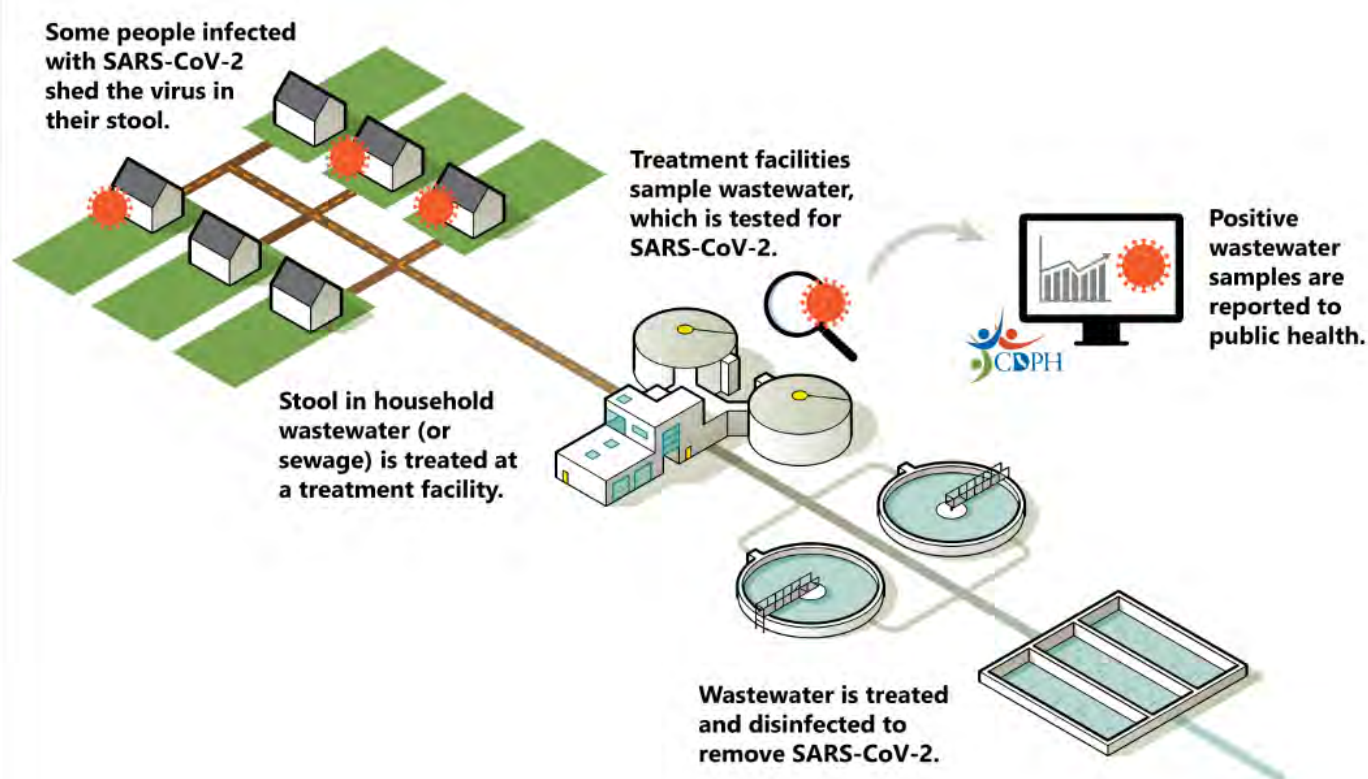 Some people infected
with SARS-CoV-2
shed the virus in
their stool.
Treatment facilities
sample wastewater,
which is tested for
SARS-CoV-2.
Positive
wastewater
samples are
reported to
public health.
CDPH
Stool in household
wastewater (or
sewage) is treated at
a treatment facility.
Wastewater is treated
and disinfected to
remove SARS-CoV-2.